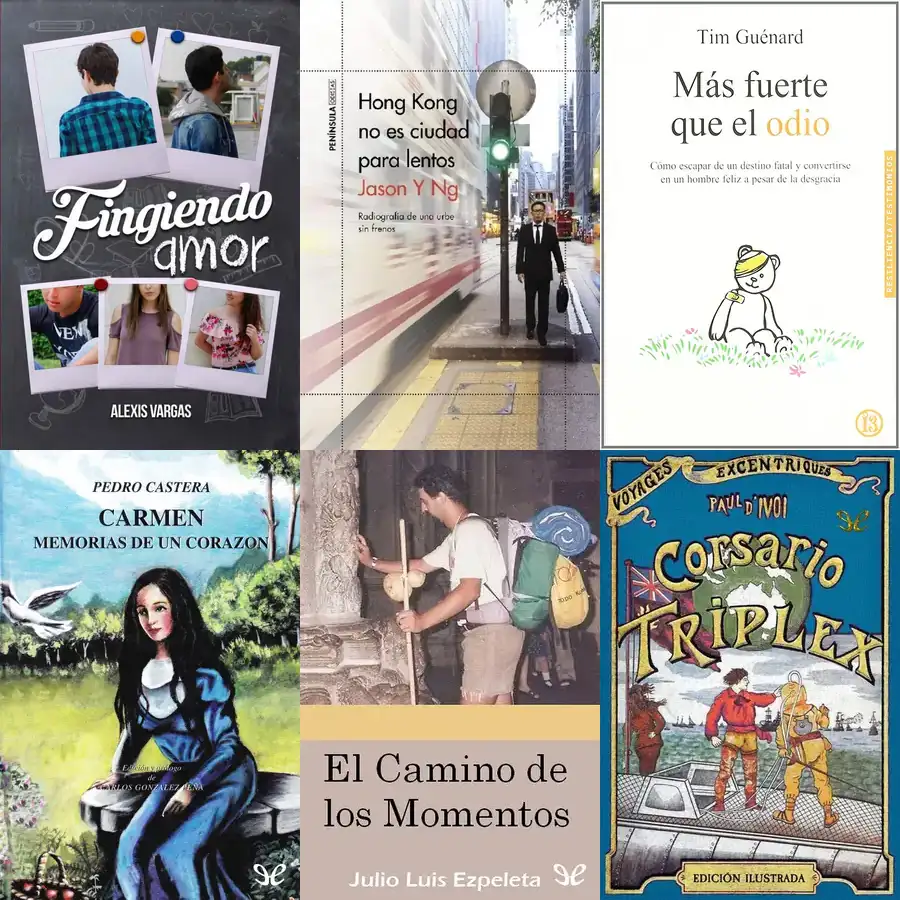 Fingiendo
amor
ALEXIS VARGAS
PENÍNSULA
Hong Kong
no es ciudad
para lentos
Jason Y Ng
Radiografía de una urbe
sin frenos
Tim Guénard
Más fuerte
que el odio
Cómo escapar de un destino fatal y convertirse
en un hombre feliz a pesar de la desgracia
RESILIENCIA/TESTIMONIOS
13
PEDRO CASTERA
CARMEN
MEMORIAS DE UN CORAZON
Edición y prólogo
de
CARLOS GONZALEZ PEÑA
El Camino de
los Momentos
Julio Luis Ezpeleta
VOYAGES EXCENTRIQUES
PAUL D'IVOI
Corsario
TRIPLEX
EDICIÓN ILUSTRADA